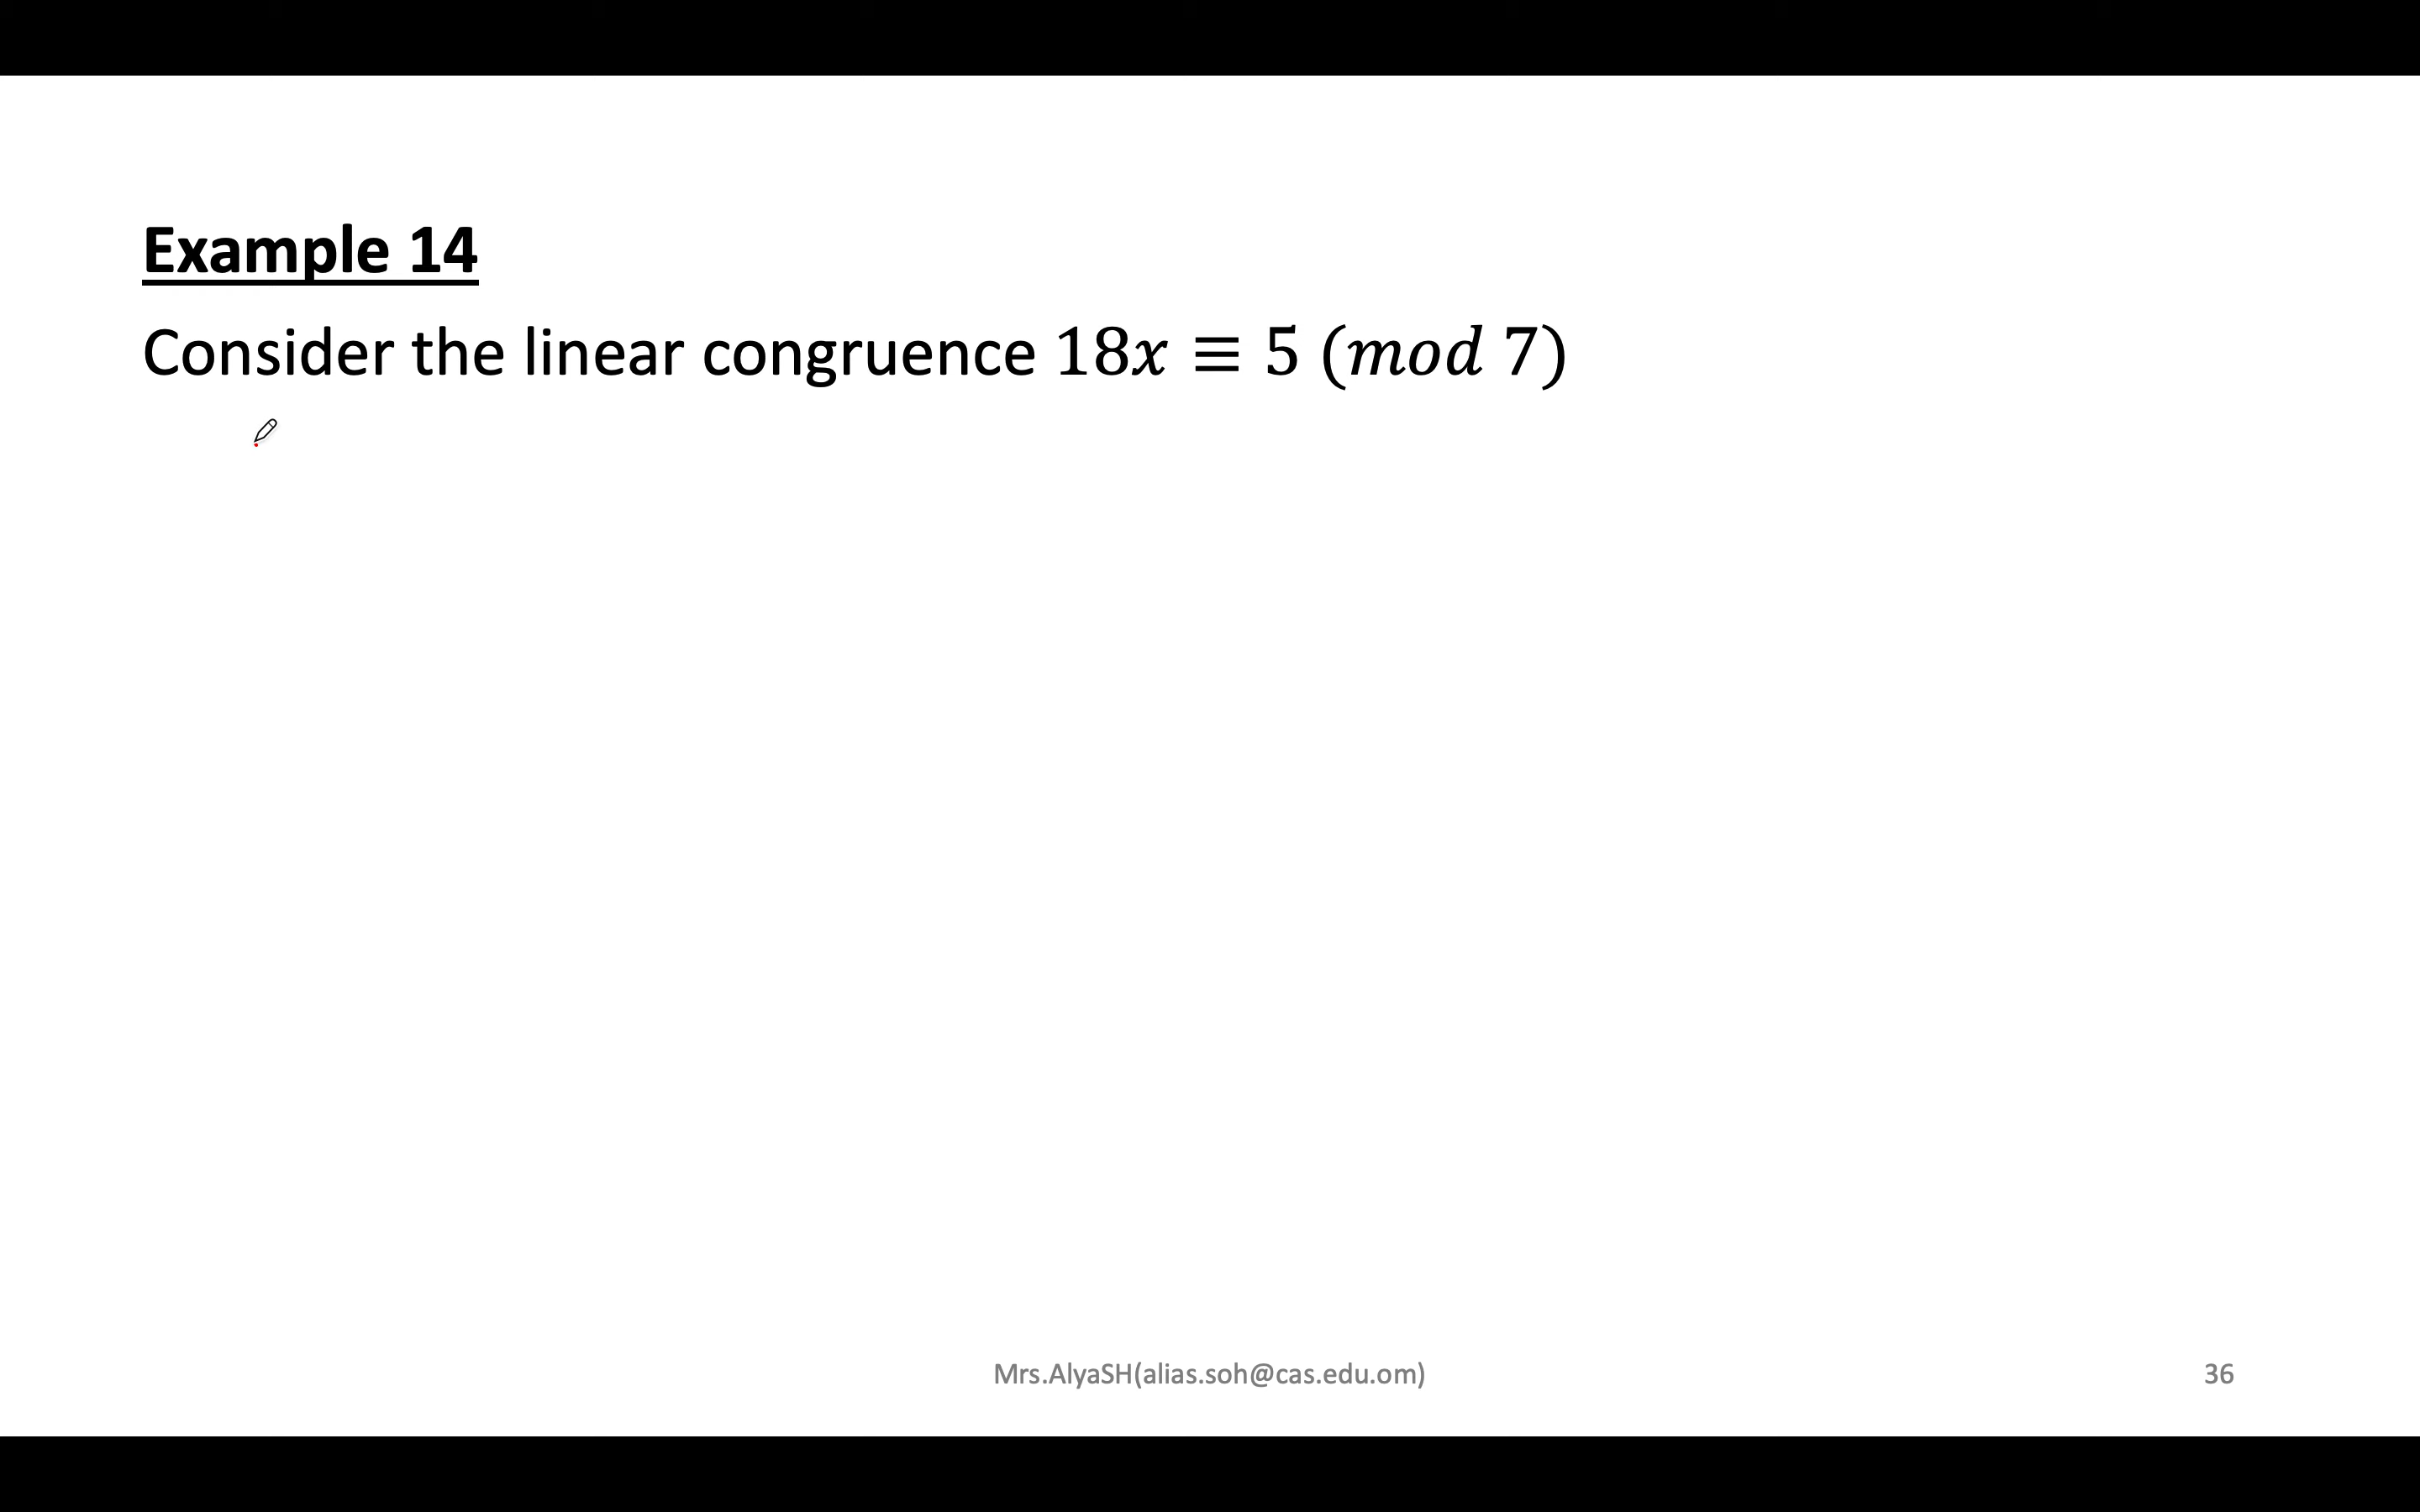 Example 14
Consider the linear congruence 18x ≡ 5 (mod 7)
Mrs.AlyaSH(alias.soh@cas.edu.om)
36